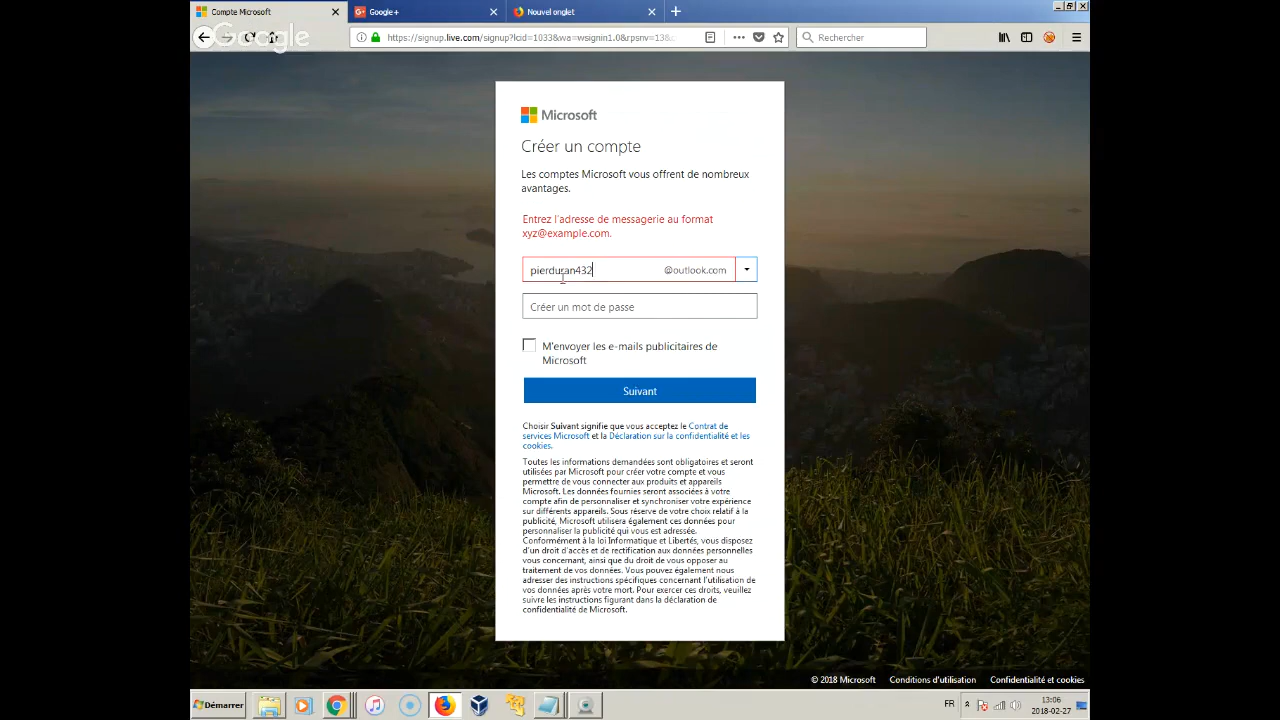 Compte Microsoft
Google+
Nouvel onglet
Google
https://signup.live.com/signup?lcid=1033&wa=wsignin1.0&rpsnv=13&
Rechercher
Microsoft
Créer un compte
Les comptes Microsoft vous offrent de nombreux
avantages.
Entrez l'adresse de messagerie au format
xyz@example.com.
pierduran432
@outlook.com
Créer un mot de passe
M'envoyer les e-mails publicitaires de
Microsoft
Suivant
Choisir Suivant signifie que vous acceptez le Contrat de
services Microsoft et la Déclaration sur la confidentialité et les
cookies.
Toutes les informations demandées sont obligatoires et seront
utilisées par Microsoft pour créer votre compte et vous
permettre de vous connecter aux produits et appareils
Microsoft. Les données fournies seront associées à votre
compte afin de personnaliser et synchroniser votre expérience
sur différents appareils. Sous réserve de votre choix relatif à la
publicité, Microsoft utilisera également ces données pour
personnaliser la publicité qui vous est adressée.
Conformément à la loi Informatique et Libertés, vous disposez
d'un droit d'accès et de rectification aux données personnelles
vous concernant, ainsi que du droit de vous opposer au
traitement de vos données. Vous pouvez également nous
adresser des instructions spécifiques concernant l'utilisation de
vos données après votre mort. Pour exercer ces droits, veuillez
suivre les instructions figurant dans la déclaration de
confidentialité de Microsoft.
© 2018 Microsoft
Conditions d'utilisation
Confidentialité et cookies
Démarrer
FR
13:06
2018-02-27